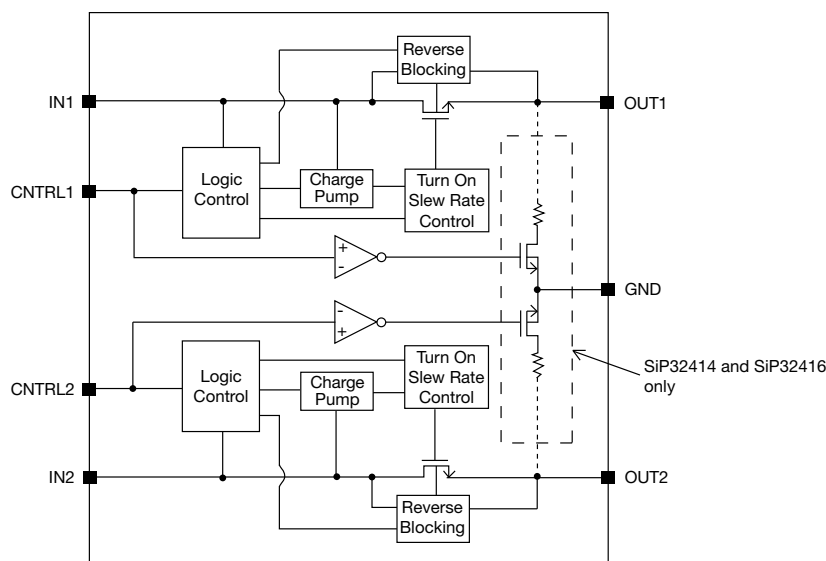 Reverse
Blocking
IN1
OUT1
CNTRL1
Logic
Control
Charge
Pump
Turn On
Slew Rate
Control
+
-
GND
-
+
SiP32414 and SiP32416
only
CNTRL2
Logic
Control
Charge
Pump
Turn On
Slew Rate
Control
IN2
OUT2
Reverse
Blocking